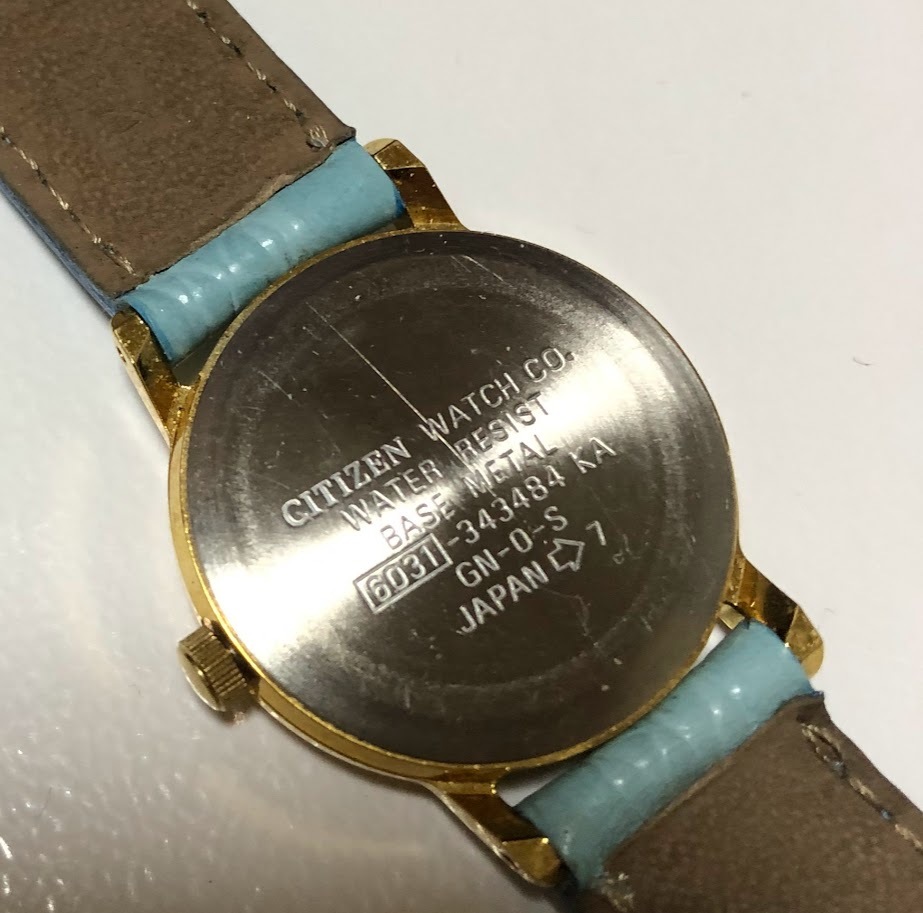 CITIZEN WATCH CO.
WATER RESIST
BASE METAL
6031-343484 KA
GN-0-S
JAPAN ⇨ 7